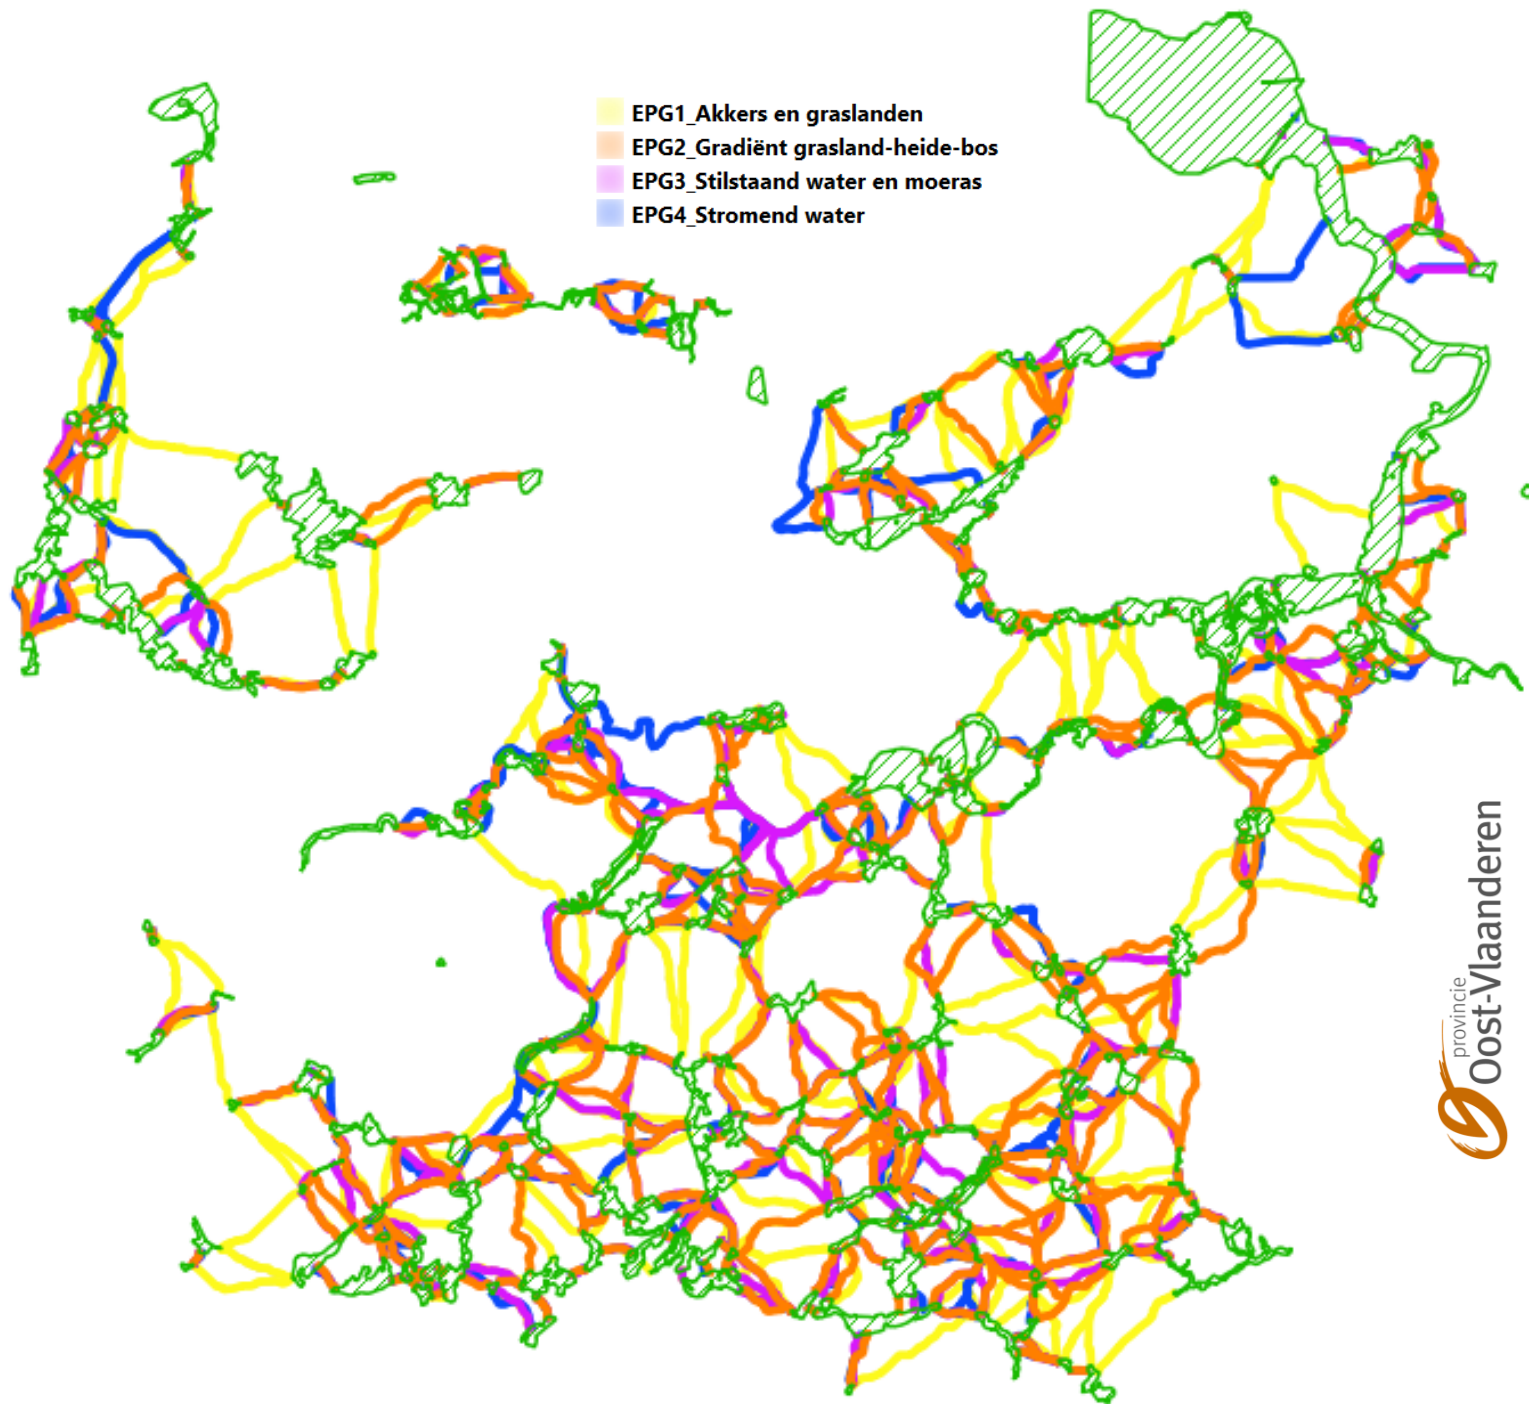 EPG1_Akkers en graslanden
EPG2_Gradiënt grasland-heide-bos
EPG3_Stilstaand water en moeras
EPG4_Stromend water
provincie
Oost-Vlaanderen